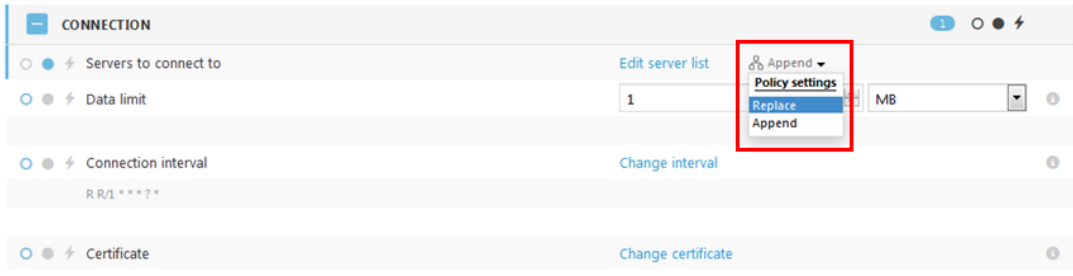 CONNECTION 1
Servers to connect to Edit server list Append
Policy settings
Data limit 1 MB
Replace
Append
Connection interval Change interval
R R/1 * * * ? *
Certificate Change certificate